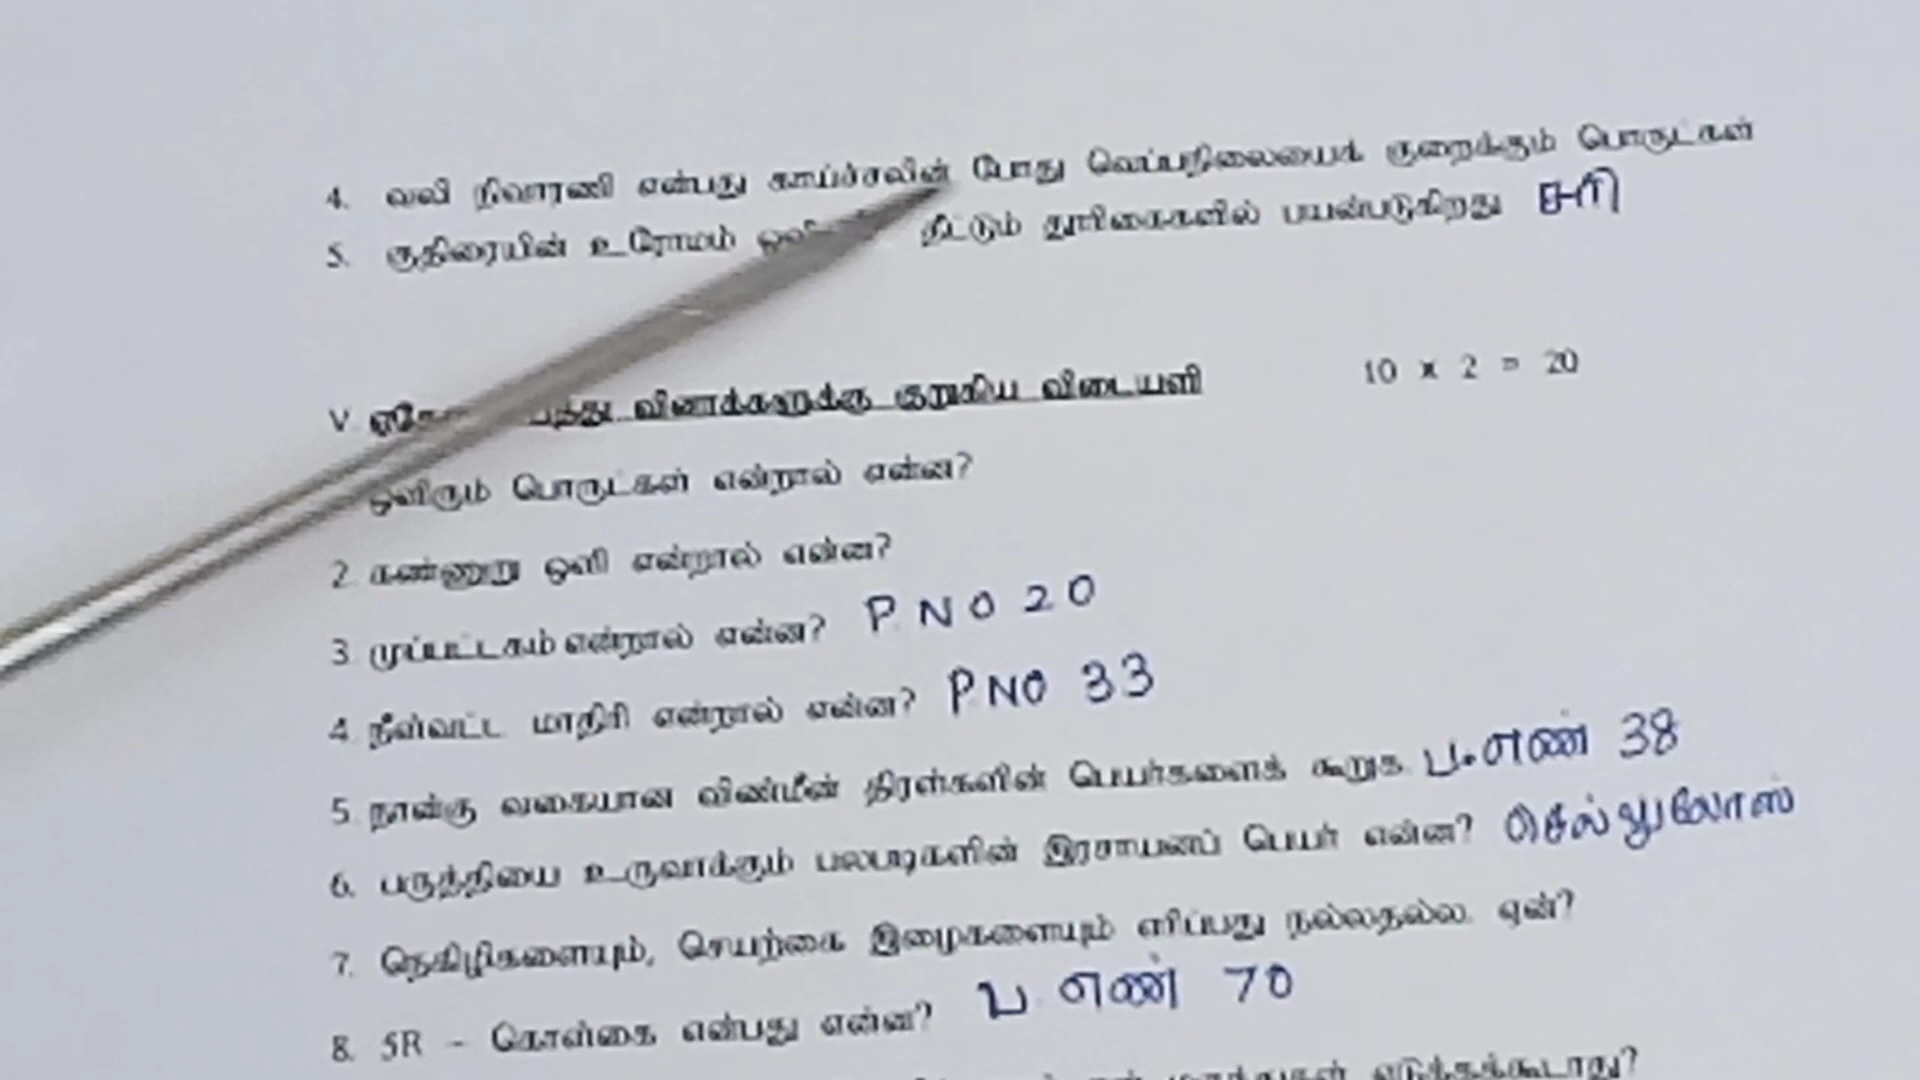 4. வலி நிவாரணி என்பது காய்ச்சலின் போது வெப்பநிலையைக் குறைக்கும் பொருட்கள்
5. குதிரையின் உரோமம் தீட்டும் தூரிகைகளில் பயன்படுகிறது சரி
V வினாக்களுக்கு குறுகிய விடையளி 10 x 2 = 20
ஒளிரும் பொருட்கள் என்றால் என்ன?
2. கண்ணுறு ஒளி என்றால் என்ன?
3. முப்பட்டகம் என்றால் என்ன? P NO 20
4. நீள்வட்ட மாதிரி என்றால் என்ன? P NO 33
5. நான்கு வகையான விண்மீன் திரள்களின் பெயர்களைக் கூறுக. ப.எண் 38
6. பருத்தியை உருவாக்கும் பலபடிகளின் இரசாயனப் பெயர் என்ன? செல்லுலோஸ்
7. நெகிழிகளையும், செயற்கை இழைகளையும் எரிப்பது நல்லதல்ல. ஏன்?
8. 5R - கொள்கை என்பது என்ன? ப. எண் 70
மருந்துகள் எடுக்கக்கூடாது?